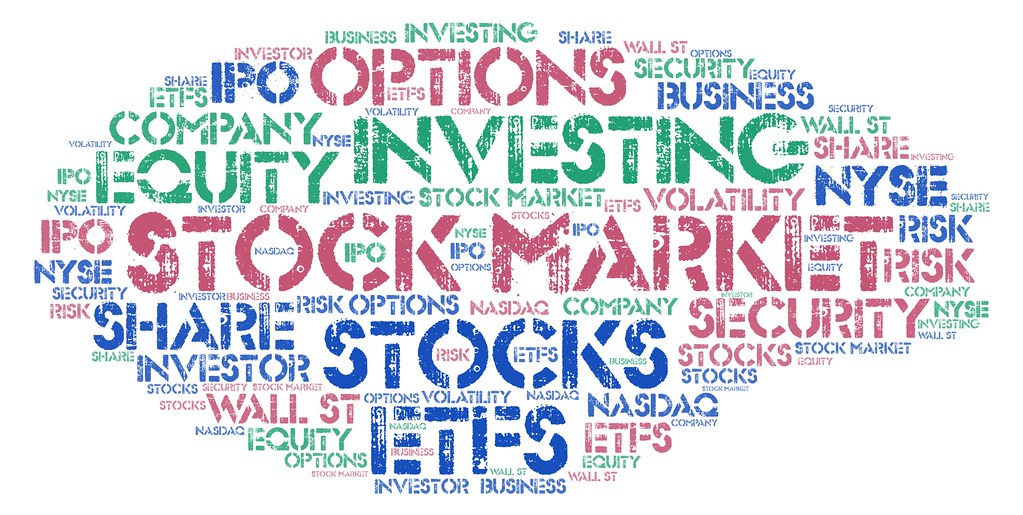 BUSINESS INVESTING SHARE
INVESTOR OPTIONS WALL ST OPTIONS
SHARE IPO SECURITY EQUITY
ETFS ETFS BUSINESS
VOLATILITY COMPANY SECURITY
COMPANY NYSE INVESTING WALL ST
VOLATILITY SHARE INVESTING
IPO EQUITY NYSE
NYSE INVESTING STOCK MARKET ETFS VOLATILITY SECURITY
VOLATILITY INVESTOR COMPANY SHARE
STOCKS
IPO STOCK MARKET RISK
NYSE IPO INVESTING
NASDAQ IPO IPO
NYSE OPTIONS EQUITY RISK
SECURITY INVESTOR BUSINESS INVESTOR COMPANY
RISK SHARE RISK OPTIONS NASDAQ COMPANY SECURITY NYSE
INVESTING
STOCKS WALL ST
SHARE RISK ETFS STOCKS STOCK MARKET
INVESTOR BUSINESS EQUITY
STOCKS
STOCKS SECURITY STOCK MARKET STOCK MARKET
STOCKS WALL ST OPTIONS VOLATILITY NASDAQ NASDAQ
COMPANY
NASDAQ EQUITY ETFS NASDAQ ETFS
BUSINESS
OPTIONS EQUITY
STOCK MARKET WALL ST WALL ST
INVESTOR BUSINESS